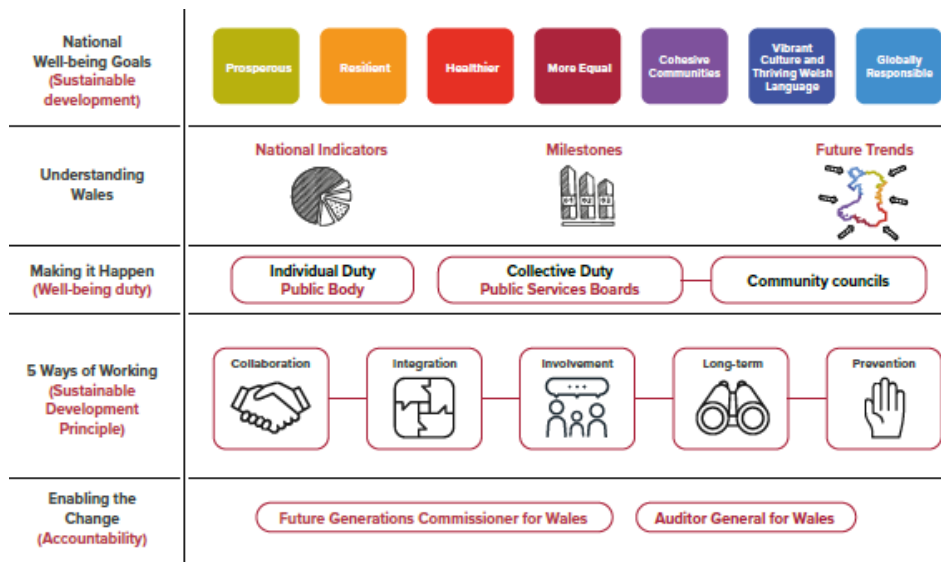 National
Well-being Goals
(Sustainable
development)
Prosperous
Resilient
Healthier
More Equal
Cohesive
Communities
Vibrant
Culture and
Thriving Welsh
Language
Globally
Responsible
Understanding
Wales
National Indicators
Milestones
Future Trends
Making it Happen
(Well-being duty)
Individual Duty
Public Body
Collective Duty
Public Services Boards
Community councils
5 Ways of Working
(Sustainable
Development
Principle)
Collaboration
Integration
Involvement
Long-term
Prevention
Enabling the
Change
(Accountability)
Future Generations Commissioner for Wales
Auditor General for Wales